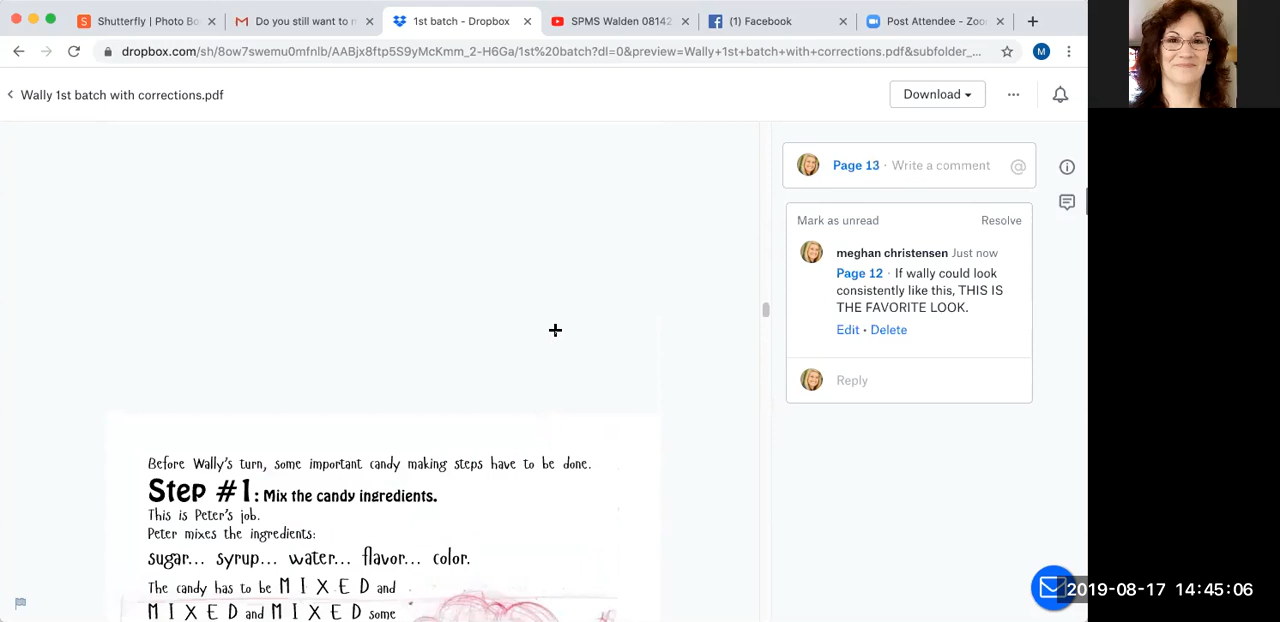 Shutterfly | Photo Bo
Do you still want to r
1st batch - Dropbox
SPMS Walden 08142
(1) Facebook
Post Attendee - Zoo
dropbox.com/sh/8ow7swemu0mfnlb/AABjx8ftp5S9yMcKmm_2-H6Ga/1st%20batch?dl=0&preview=Wally+1st+batch+with+corrections.pdf&subfolder_...
M
Wally 1st batch with corrections.pdf
Download
Page 13 · Write a comment @
Mark as unread Resolve
meghan christensen Just now
Page 12 · If wally could look
consistently like this, THIS IS
THE FAVORITE LOOK.
Edit • Delete
Reply
Before Wally's turn, some important candy making steps have to be done.
Step #1: Mix the candy ingredients.
This is Peter's job.
Peter mixes the ingredients:
sugar... syrup... water... flavor... color.
The candy has to be M I X E D and
M I X E D and M I X E D some
2019-08-17 14:45:06